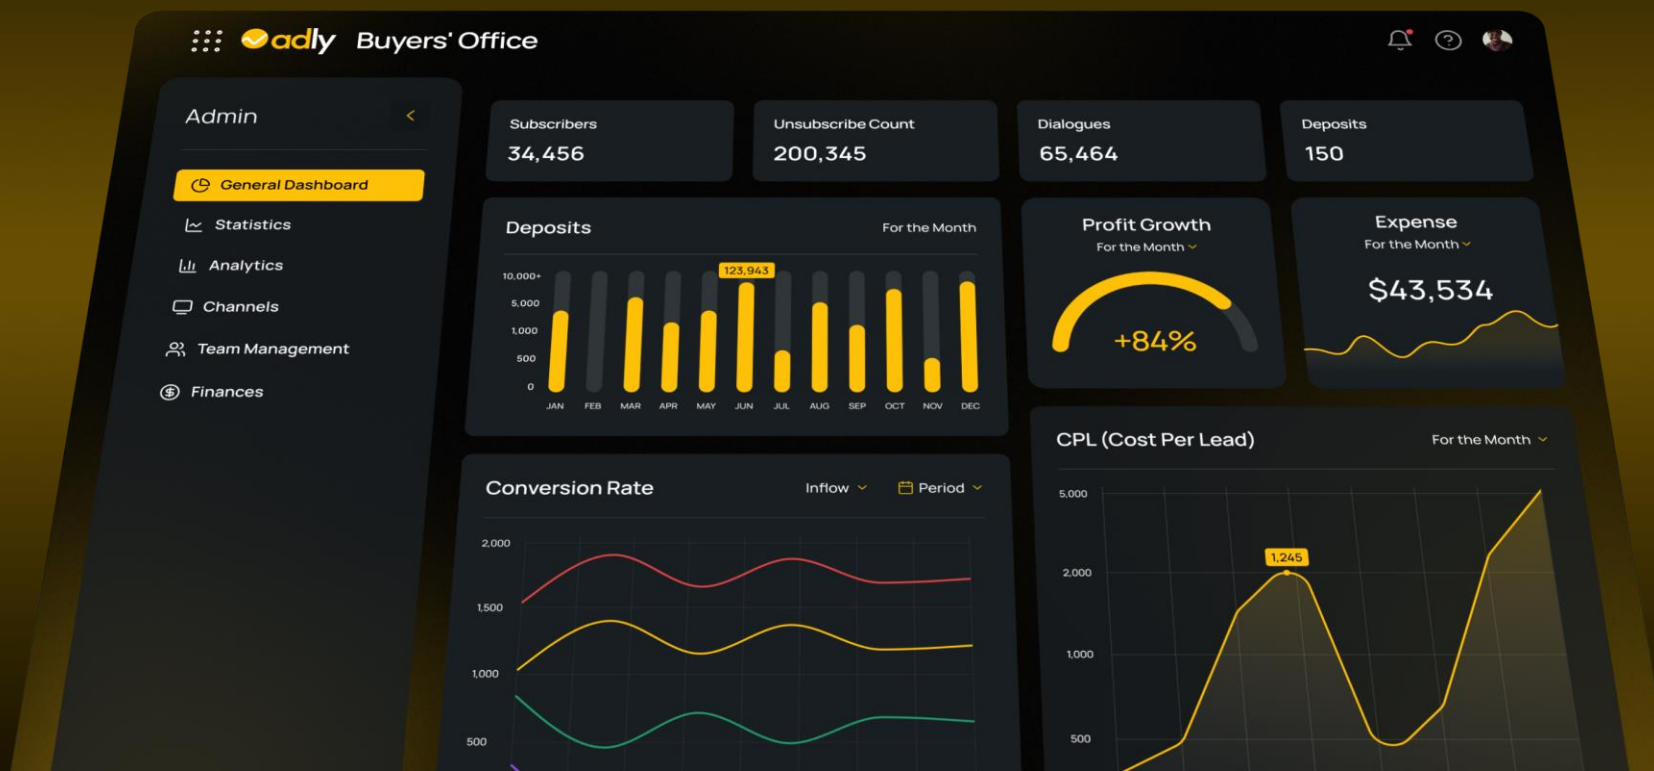 adly Buyers' Office
Admin
General Dashboard
Statistics
Analytics
Channels
Team Management
Finances
Subscribers
34,456
Unsubscribe Count
200,345
Dialogues
65,464
Deposits
150
Deposits
For the Month
10,000+
5,000
1,000
500
0
123,943
JAN FEB MAR APR MAY JUN JUL AUG SEP OCT NOV DEC
Profit Growth
For the Month
+84%
Expense
For the Month
$43,534
Conversion Rate
Inflow
Period
2,000
1,500
1,000
500
CPL (Cost Per Lead)
For the Month
5,000
2,000
1,000
500
1,245